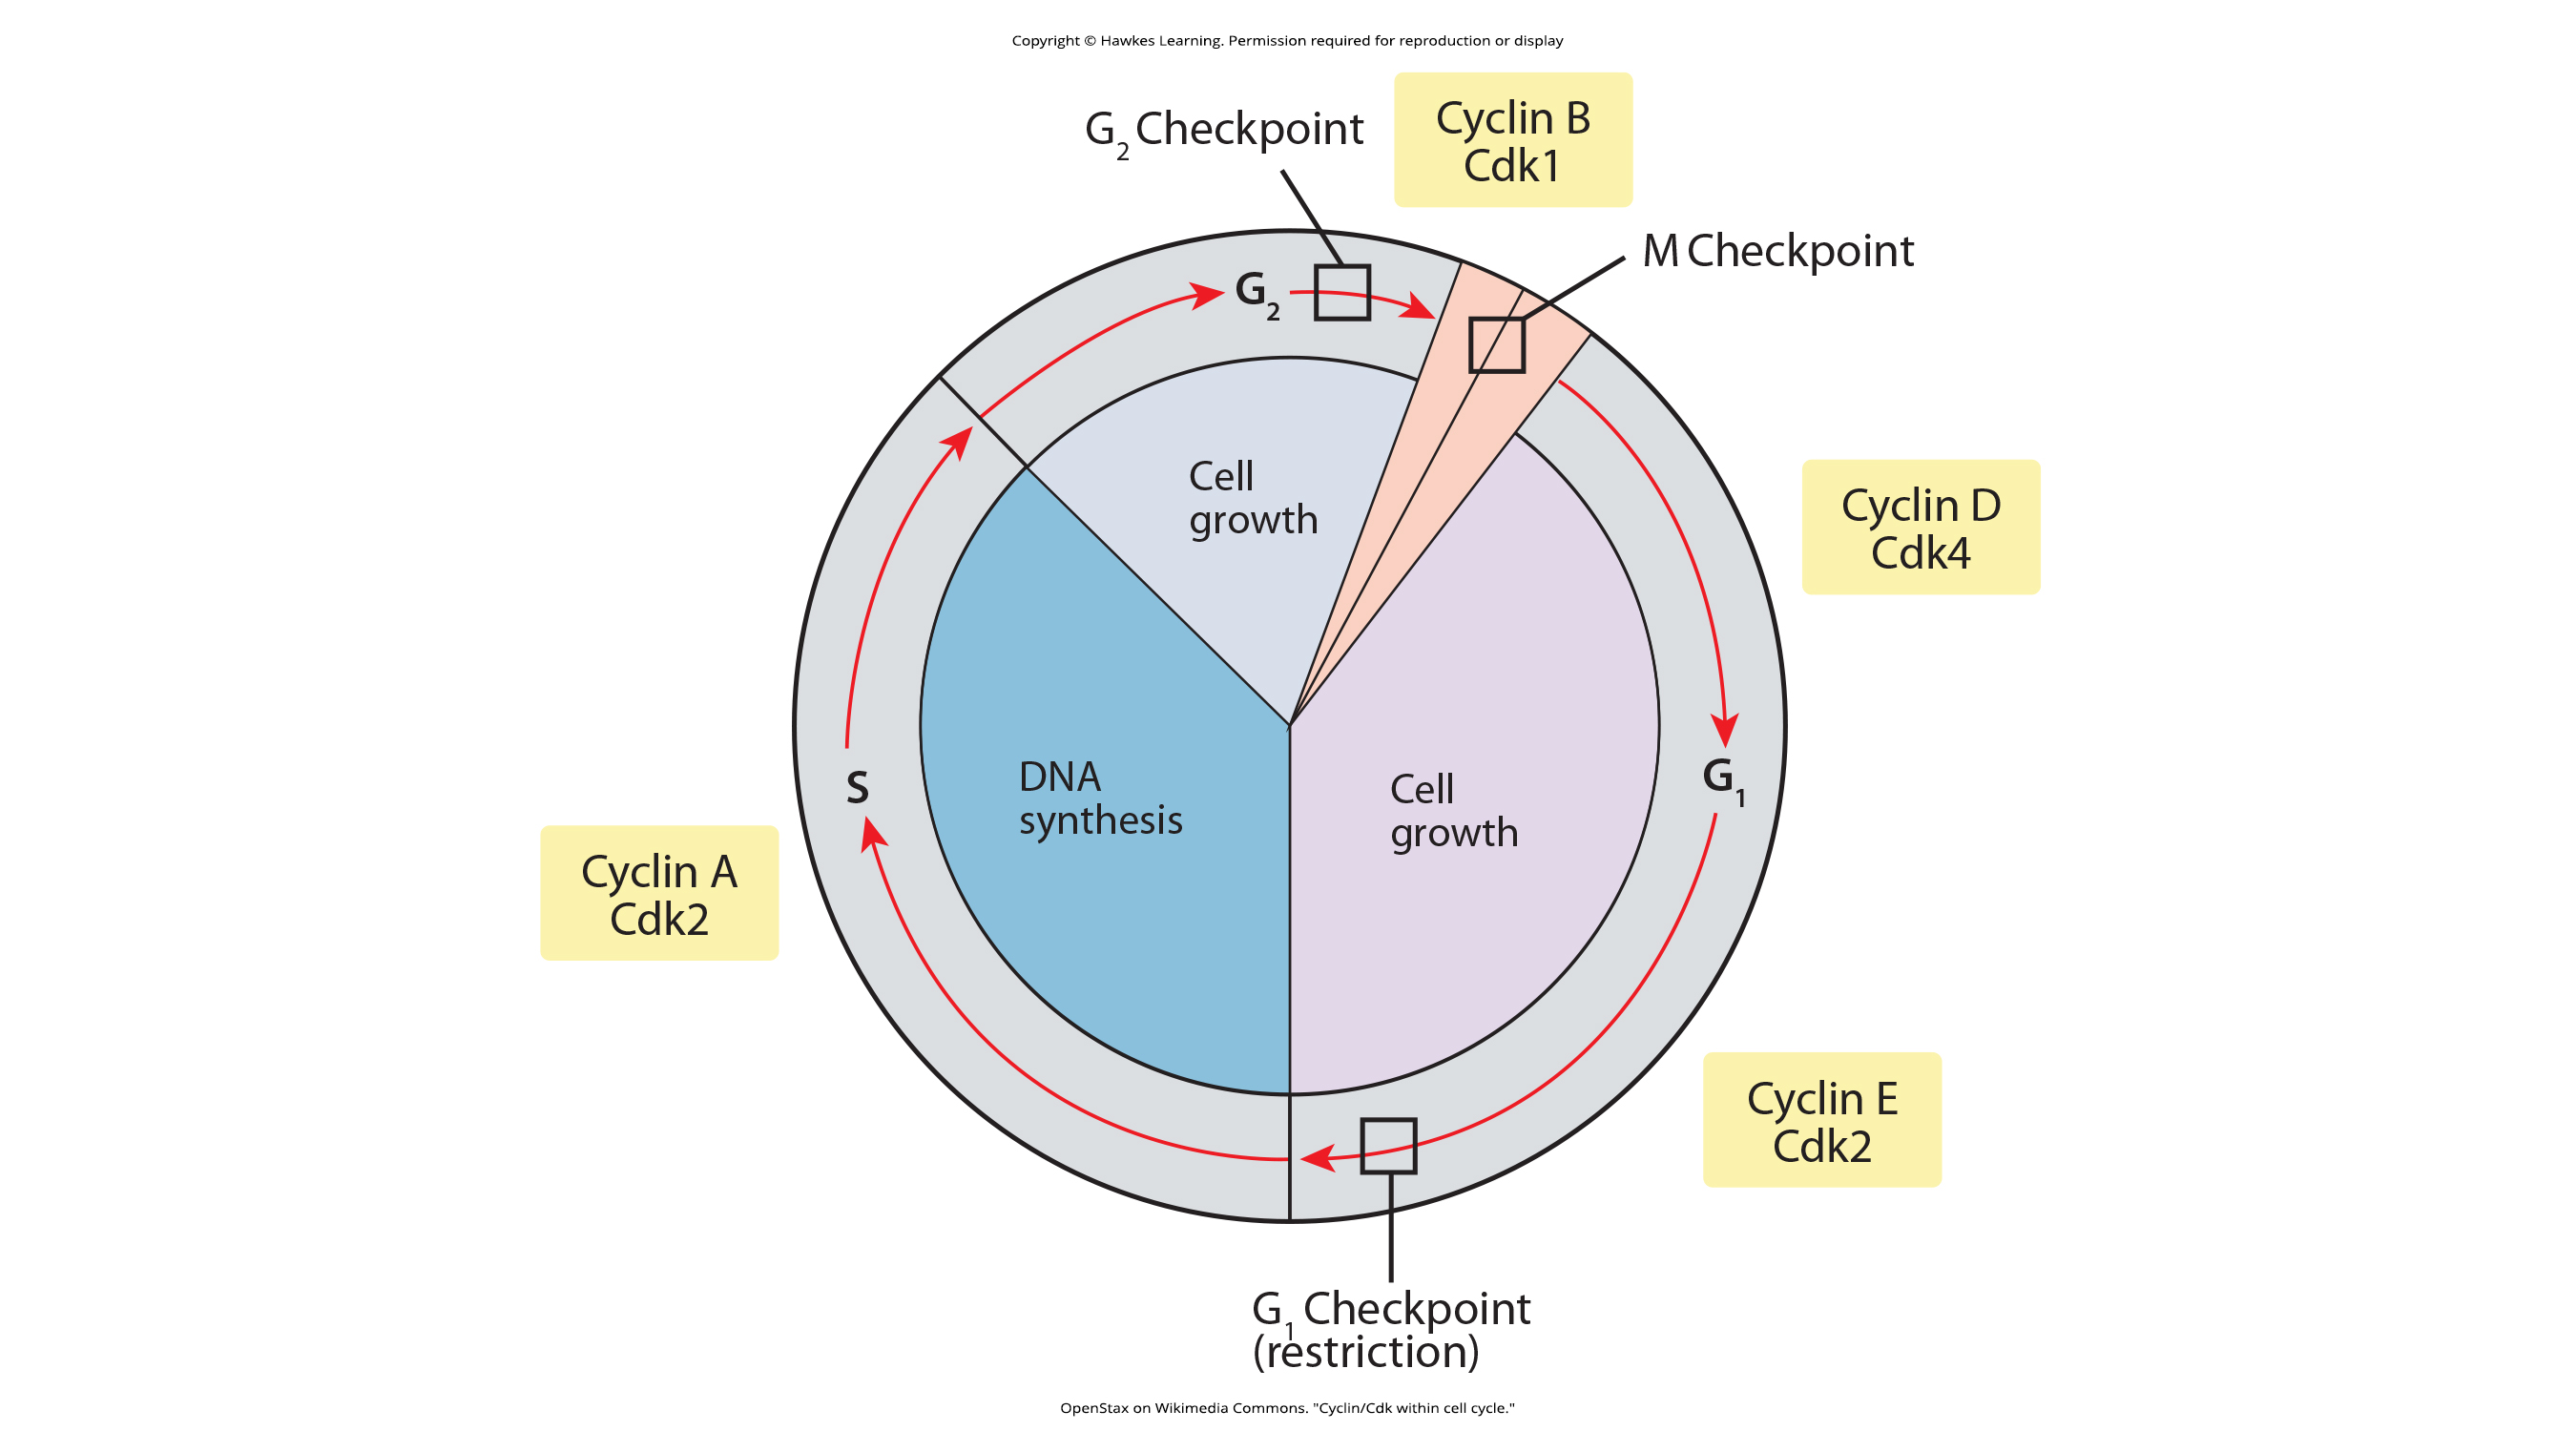 Copyright © Hawkes Learning. Permission required for reproduction or display
Cyclin B
Cdk1
G₂ Checkpoint
M Checkpoint
G₂
Cyclin D
Cdk4
Cell
growth
DNA
synthesis
Cell
growth
S
G₁
Cyclin A
Cdk2
Cyclin E
Cdk2
G₁ Checkpoint
(restriction)
OpenStax on Wikimedia Commons. "Cyclin/Cdk within cell cycle."